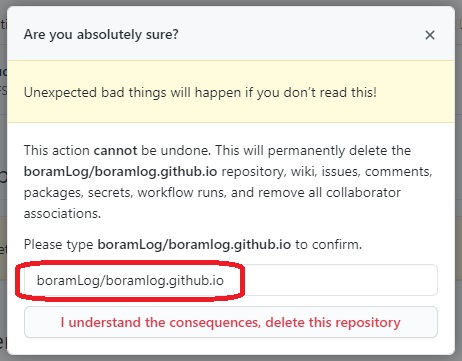 Are you absolutely sure?
Unexpected bad things will happen if you don't read this!
This action cannot be undone. This will permanently delete the
boramLog/boramlog.github.io repository, wiki, issues, comments,
packages, secrets, workflow runs, and remove all collaborator
associations.
Please type boramLog/boramlog.github.io to confirm.
boramLog/boramlog.github.io
I understand the consequences, delete this repository